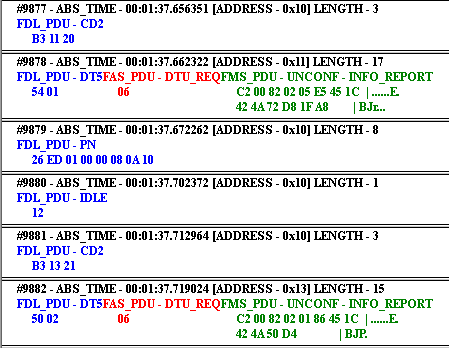 #9877 - ABS_TIME - 00:01:37.656351 [ADDRESS - 0x10] LENGTH - 3
FDL_PDU - CD2
B3 11 20
#9878 - ABS_TIME - 00:01:37.662322 [ADDRESS - 0x11] LENGTH - 17
FDL_PDU - DT5FAS_PDU - DTU_REQFMS_PDU - UNCONF - INFO_REPORT
54 01 06 C2 00 82 02 05 E5 45 1C | ......E.
42 4A 72 D8 1F A8 | BJr...
#9879 - ABS_TIME - 00:01:37.672262 [ADDRESS - 0x10] LENGTH - 8
FDL_PDU - PN
26 ED 01 00 00 08 0A 10
#9880 - ABS_TIME - 00:01:37.702372 [ADDRESS - 0x10] LENGTH - 1
FDL_PDU - IDLE
12
#9881 - ABS_TIME - 00:01:37.712964 [ADDRESS - 0x10] LENGTH - 3
FDL_PDU - CD2
B3 13 21
#9882 - ABS_TIME - 00:01:37.719024 [ADDRESS - 0x13] LENGTH - 15
FDL_PDU - DT5FAS_PDU - DTU_REQFMS_PDU - UNCONF - INFO_REPORT
50 02 06 C2 00 82 02 01 86 45 1C | ......E.
42 4A 50 D4 | BJP.